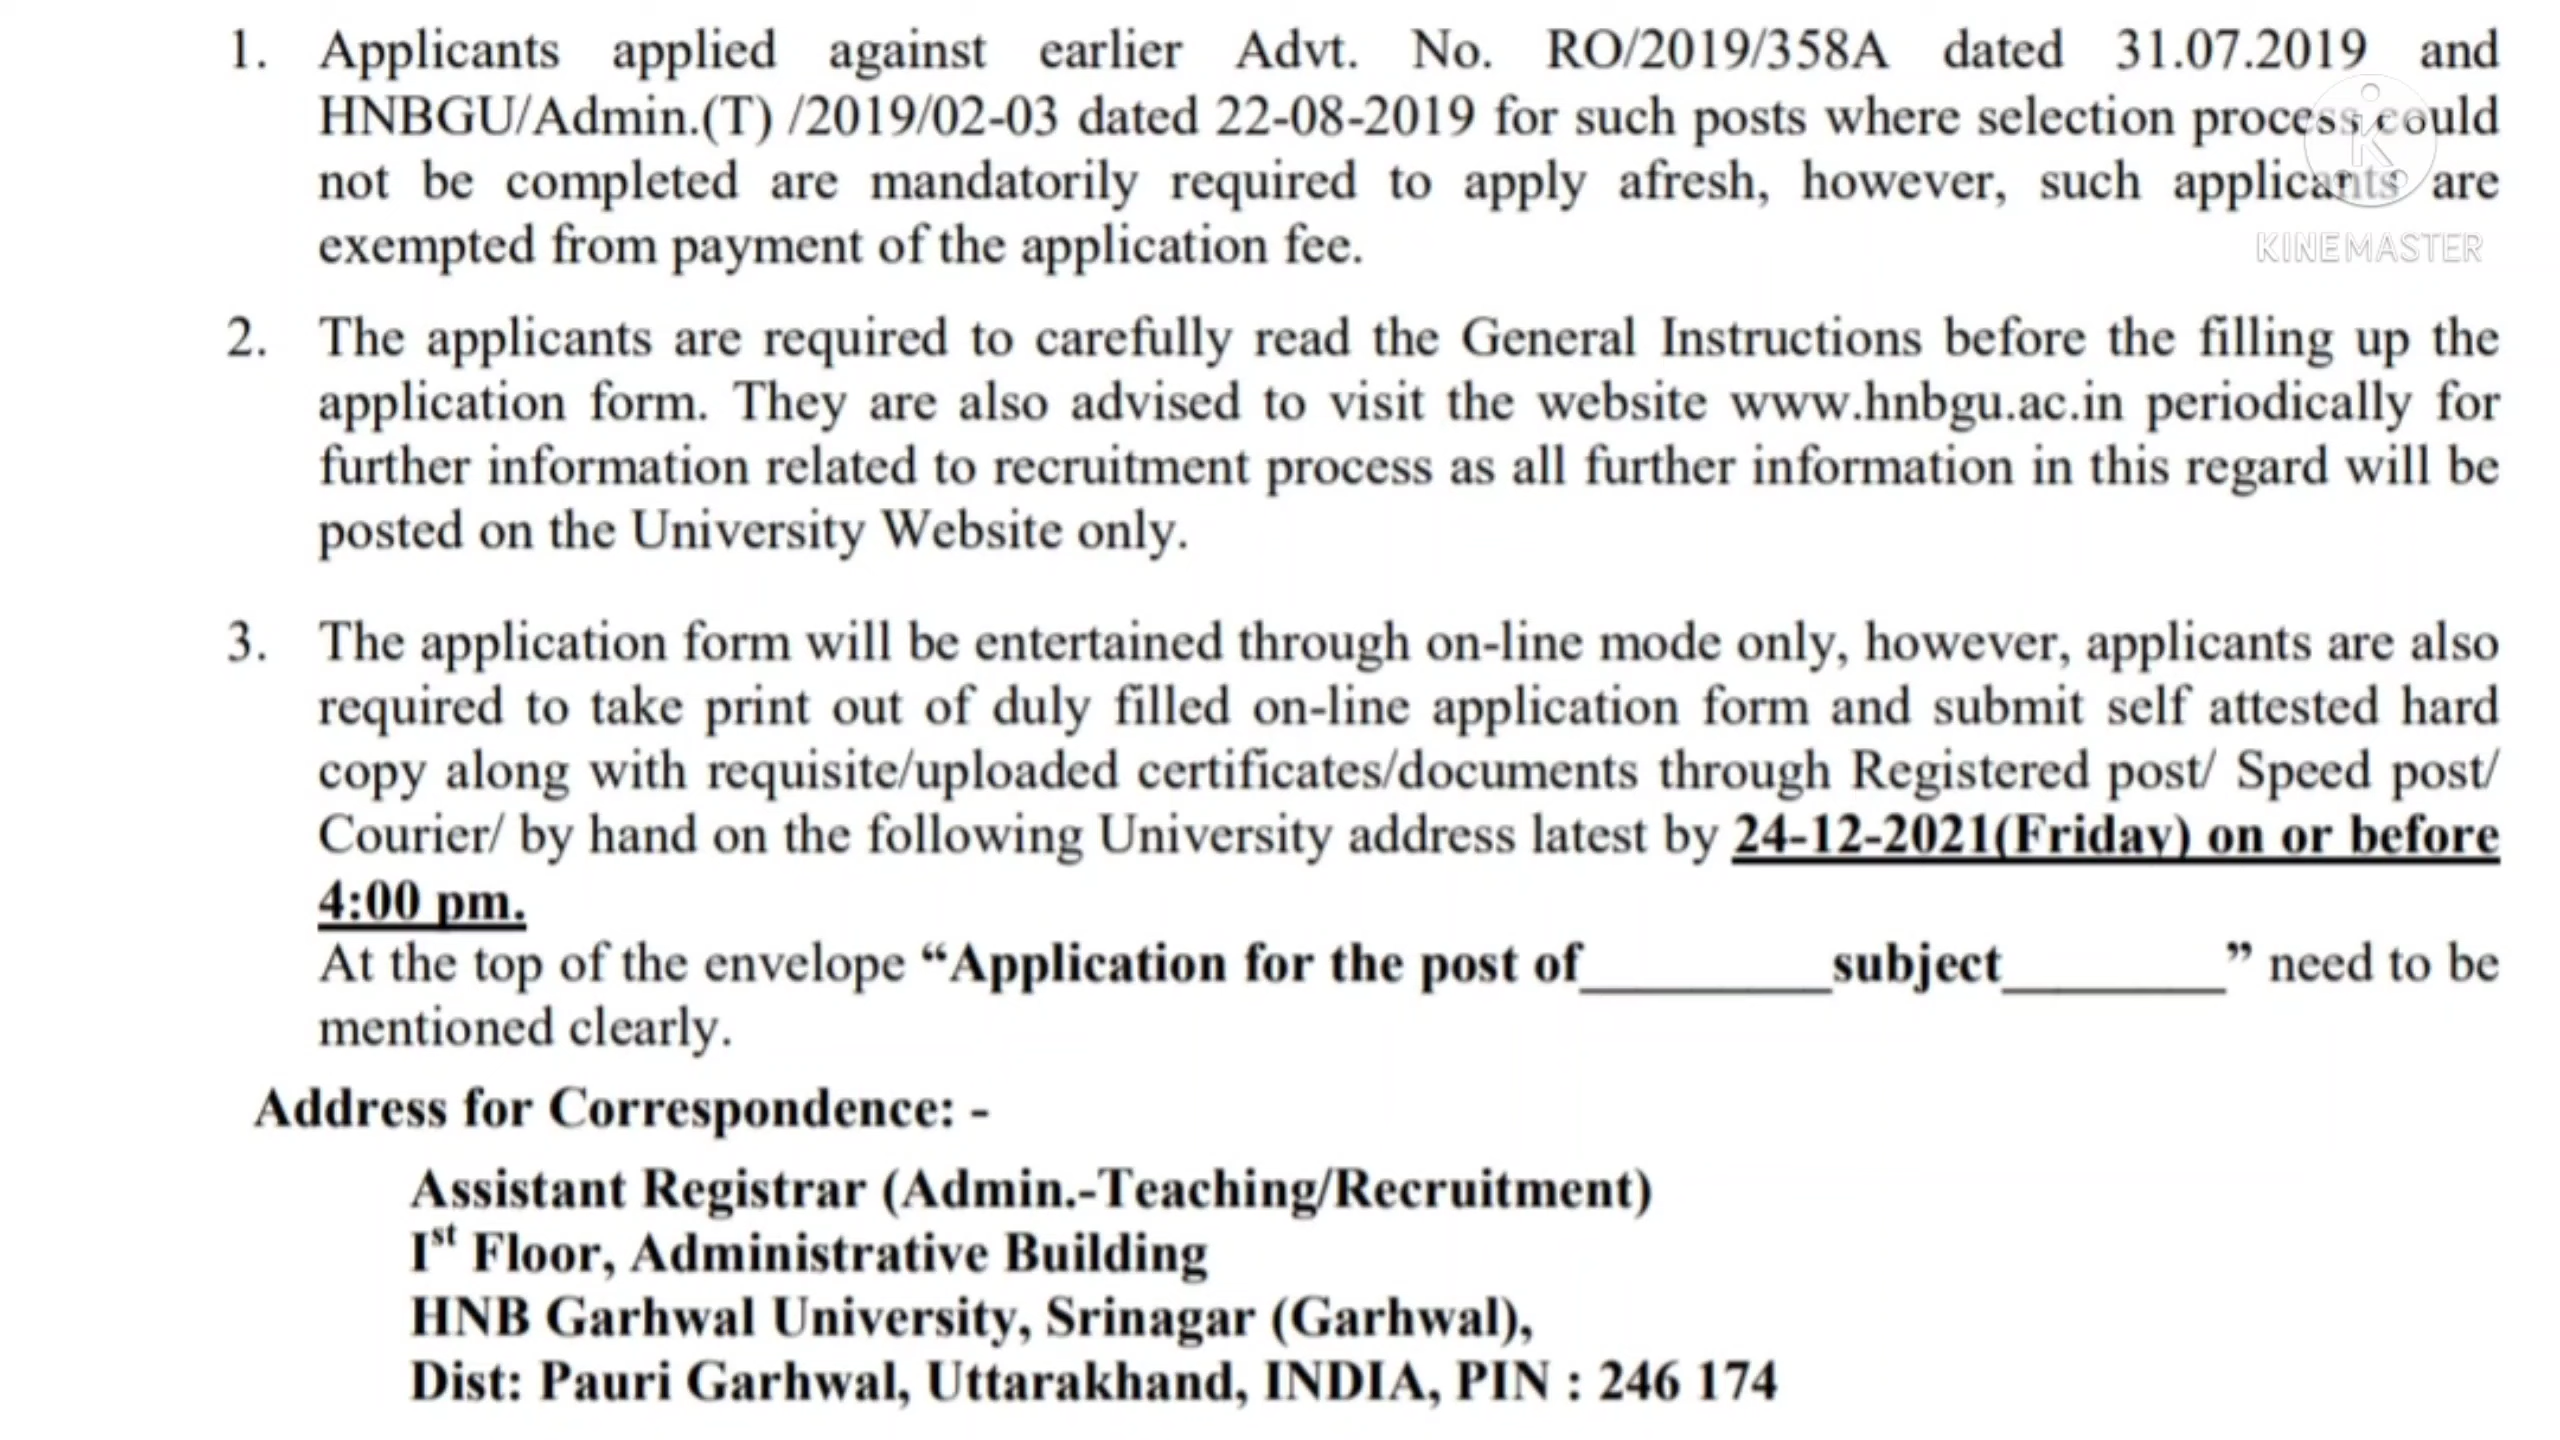 1. Applicants applied against earlier Advt. No. RO/2019/358A dated 31.07.2019 and
HNBGU/Admin.(T) /2019/02-03 dated 22-08-2019 for such posts where selection process could
not be completed are mandatorily required to apply afresh, however, such applicants are
exempted from payment of the application fee.
KINEMASTER
2. The applicants are required to carefully read the General Instructions before the filling up the
application form. They are also advised to visit the website www.hnbgu.ac.in periodically for
further information related to recruitment process as all further information in this regard will be
posted on the University Website only.
3. The application form will be entertained through on-line mode only, however, applicants are also
required to take print out of duly filled on-line application form and submit self attested hard
copy along with requisite/uploaded certificates/documents through Registered post/ Speed post/
Courier/ by hand on the following University address latest by 24-12-2021(Friday) on or before
4:00 pm.
At the top of the envelope “Application for the post of_________subject________” need to be
mentioned clearly.
Address for Correspondence: -
Assistant Registrar (Admin.-Teaching/Recruitment)
Ist Floor, Administrative Building
HNB Garhwal University, Srinagar (Garhwal),
Dist: Pauri Garhwal, Uttarakhand, INDIA, PIN : 246 174